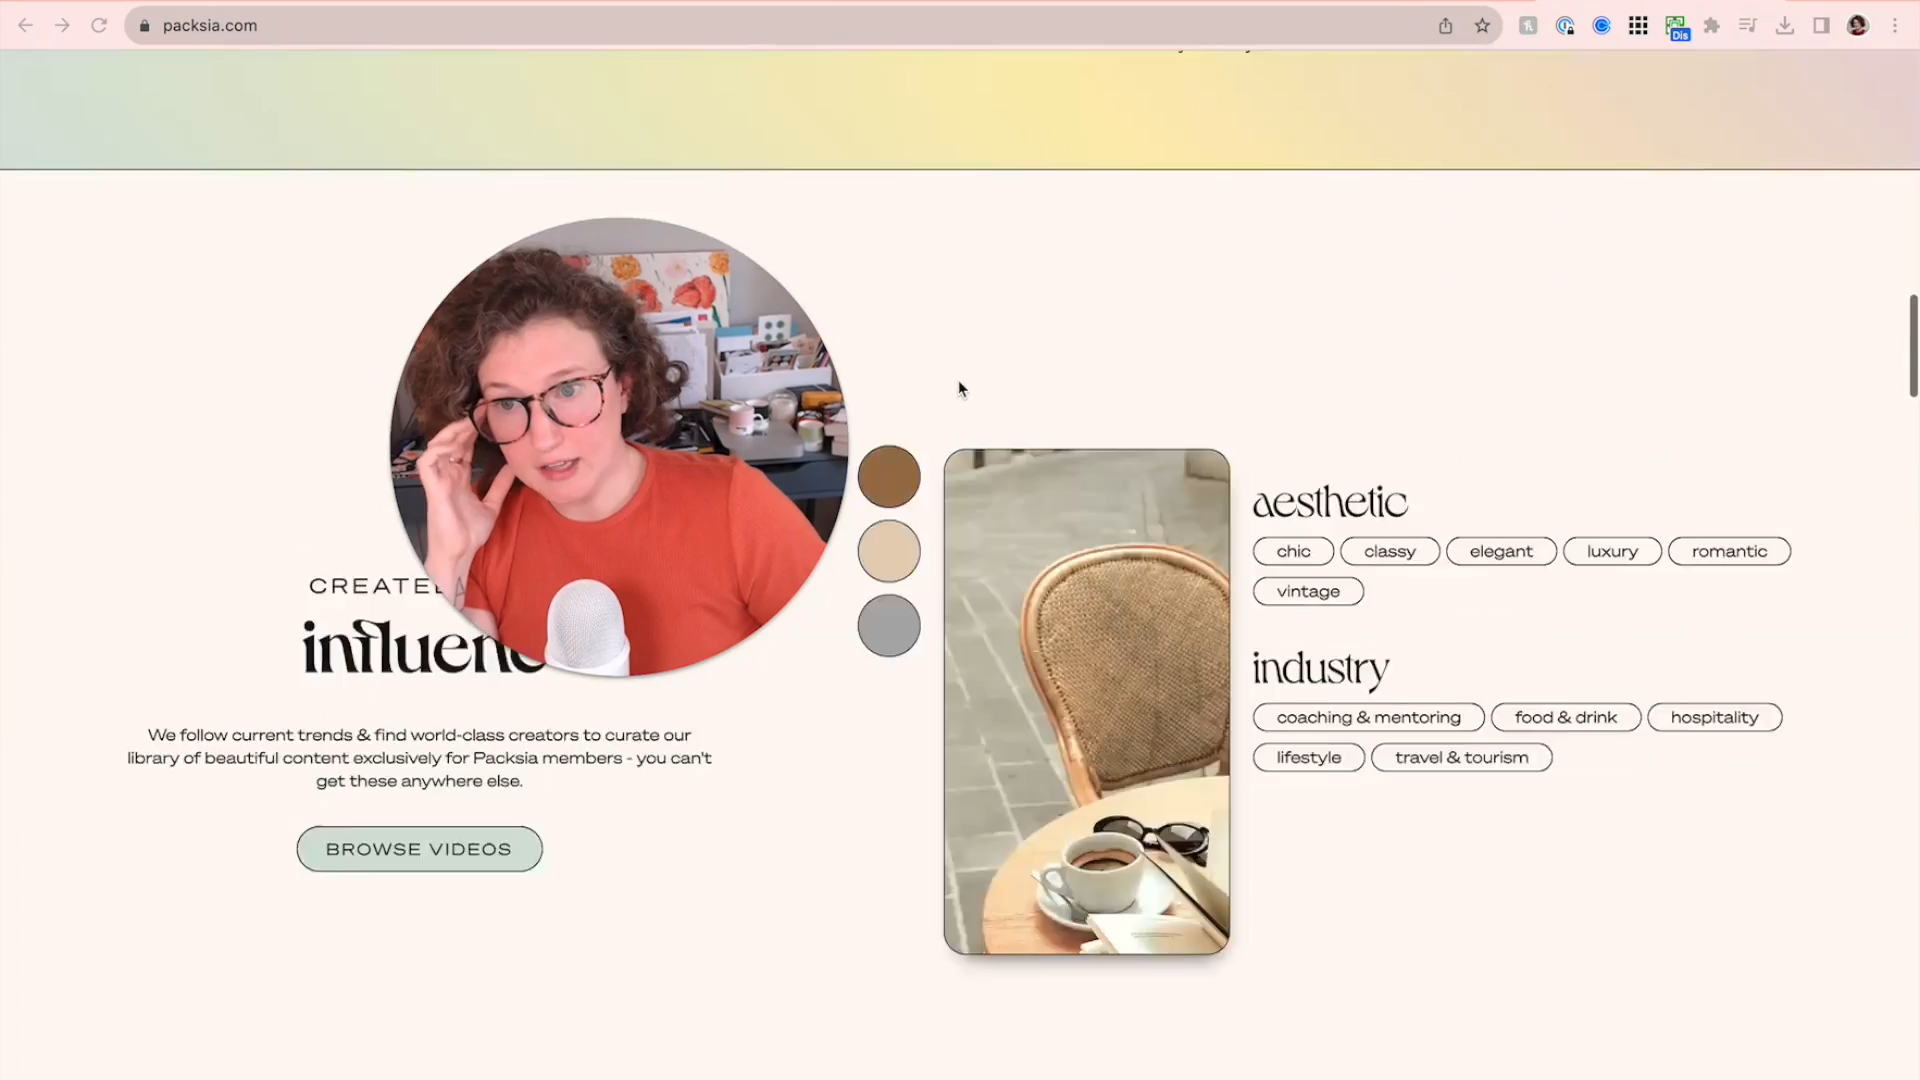 packsia.com
Dis
CREATE
influen
We follow current trends & find world-class creators to curate our
library of beautiful content exclusively for Packsia members - you can't
get these anywhere else.
BROWSE VIDEOS
aesthetic
chic classy elegant luxury romantic
vintage
industry
coaching & mentoring food & drink hospitality
lifestyle travel & tourism